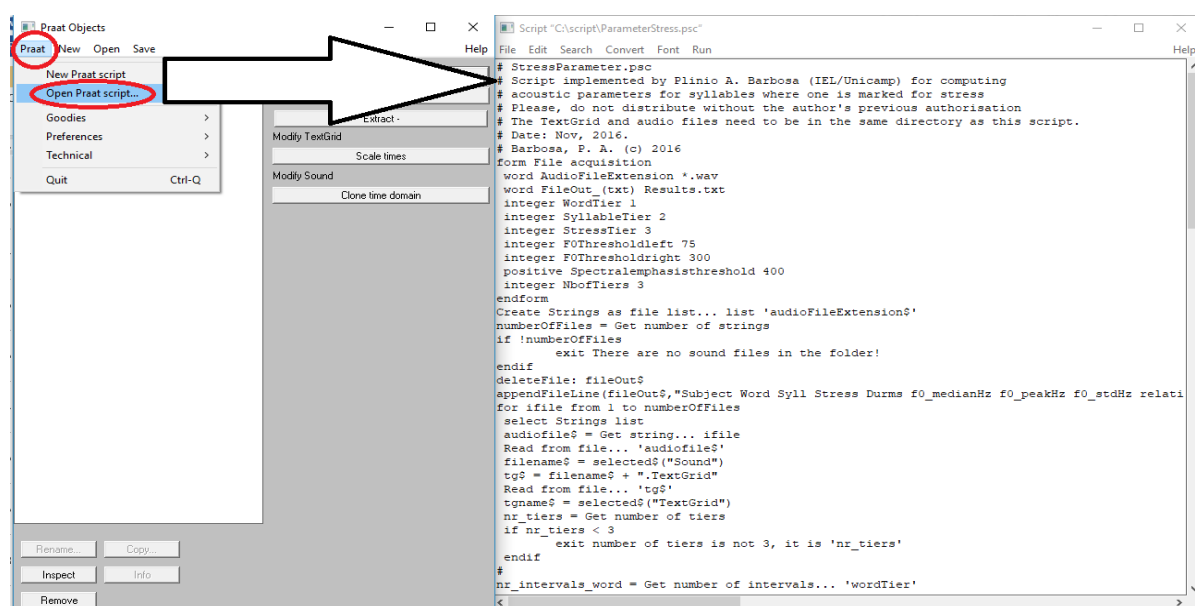 Praat Objects
Praat New Open Save Help
New Praat script
Open Praat script...
Goodies >
Preferences >
Technical >
Quit Ctrl-Q
Extract -
Modify TextGrid
Scale times
Modify Sound
Clone time domain
Rename... Copy...
Inspect Info
Remove
Script "C:\script\ParameterStress.psc"
File Edit Search Convert Font Run Help
# StressParameter.psc
# Script implemented by Plinio A. Barbosa (IEL/Unicamp) for computing
# acoustic parameters for syllables where one is marked for stress
# Please, do not distribute without the author's previous authorisation
# The TextGrid and audio files need to be in the same directory as this script.
# Date: Nov, 2016.
# Barbosa, P. A. (c) 2016
form File acquisition
word AudioFileExtension *.wav
word FileOut_(txt) Results.txt
integer WordTier 1
integer SyllableTier 2
integer StressTier 3
integer F0Thresholdleft 75
integer F0Thresholdright 300
positive Spectralemphasisthreshold 400
integer NbofTiers 3
endform
Create Strings as file list... list 'audioFileExtension$'
numberOfFiles = Get number of strings
if !numberOfFiles
exit There are no sound files in the folder!
endif
deleteFile: fileOut$
appendFileLine(fileOut$,"Subject Word Syll Stress Durms f0_medianHz f0_peakHz f0_stdHz relati
for ifile from 1 to numberOfFiles
select Strings list
audiofile$ = Get string... ifile
Read from file... 'audiofile$'
filename$ = selected$("Sound")
tg$ = filename$ + ".TextGrid"
Read from file... 'tg$'
tgname$ = selected$("TextGrid")
nr_tiers = Get number of tiers
if nr_tiers < 3
exit number of tiers is not 3, it is 'nr_tiers'
endif
#
nr_intervals_word = Get number of intervals... 'wordTier'